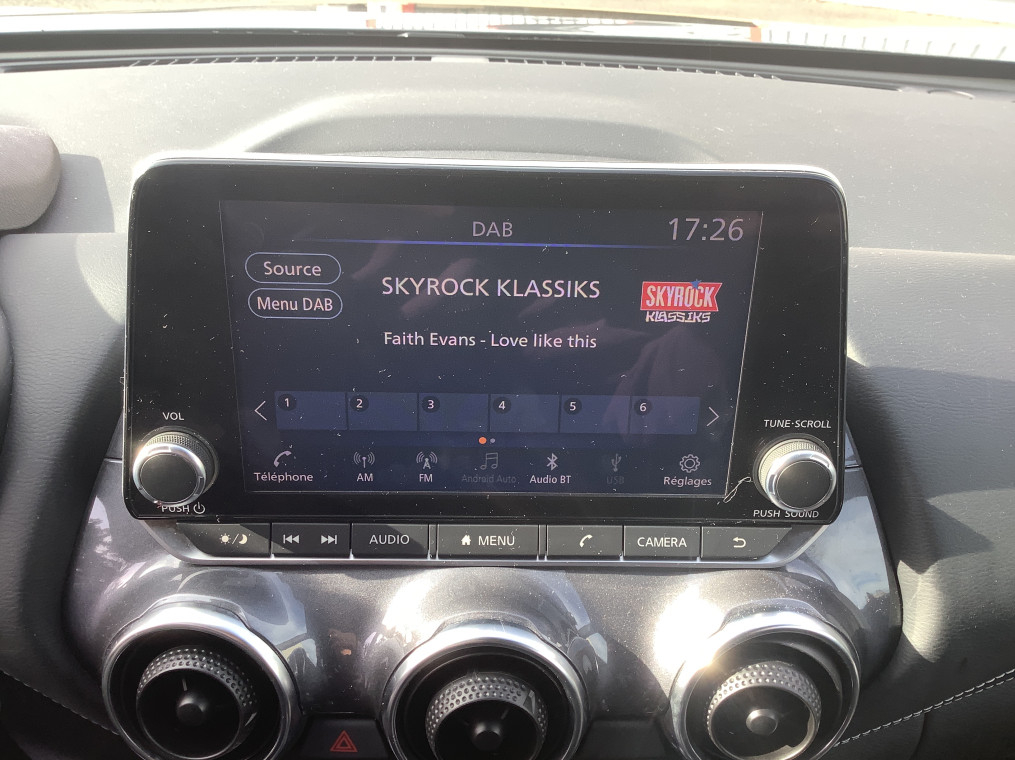 DAB
17:26
Source
Menu DAB
SKYROCK KLASSIKS
SKYROCK
KLASSIKS
Faith Evans - Love like this
1 2 3 4 5 6
Téléphone
AM
FM
Android Auto
Audio BT
USB
Réglages
VOL
PUSH
TUNE·SCROLL
PUSH SOUND
AUDIO
MENU
CAMERA